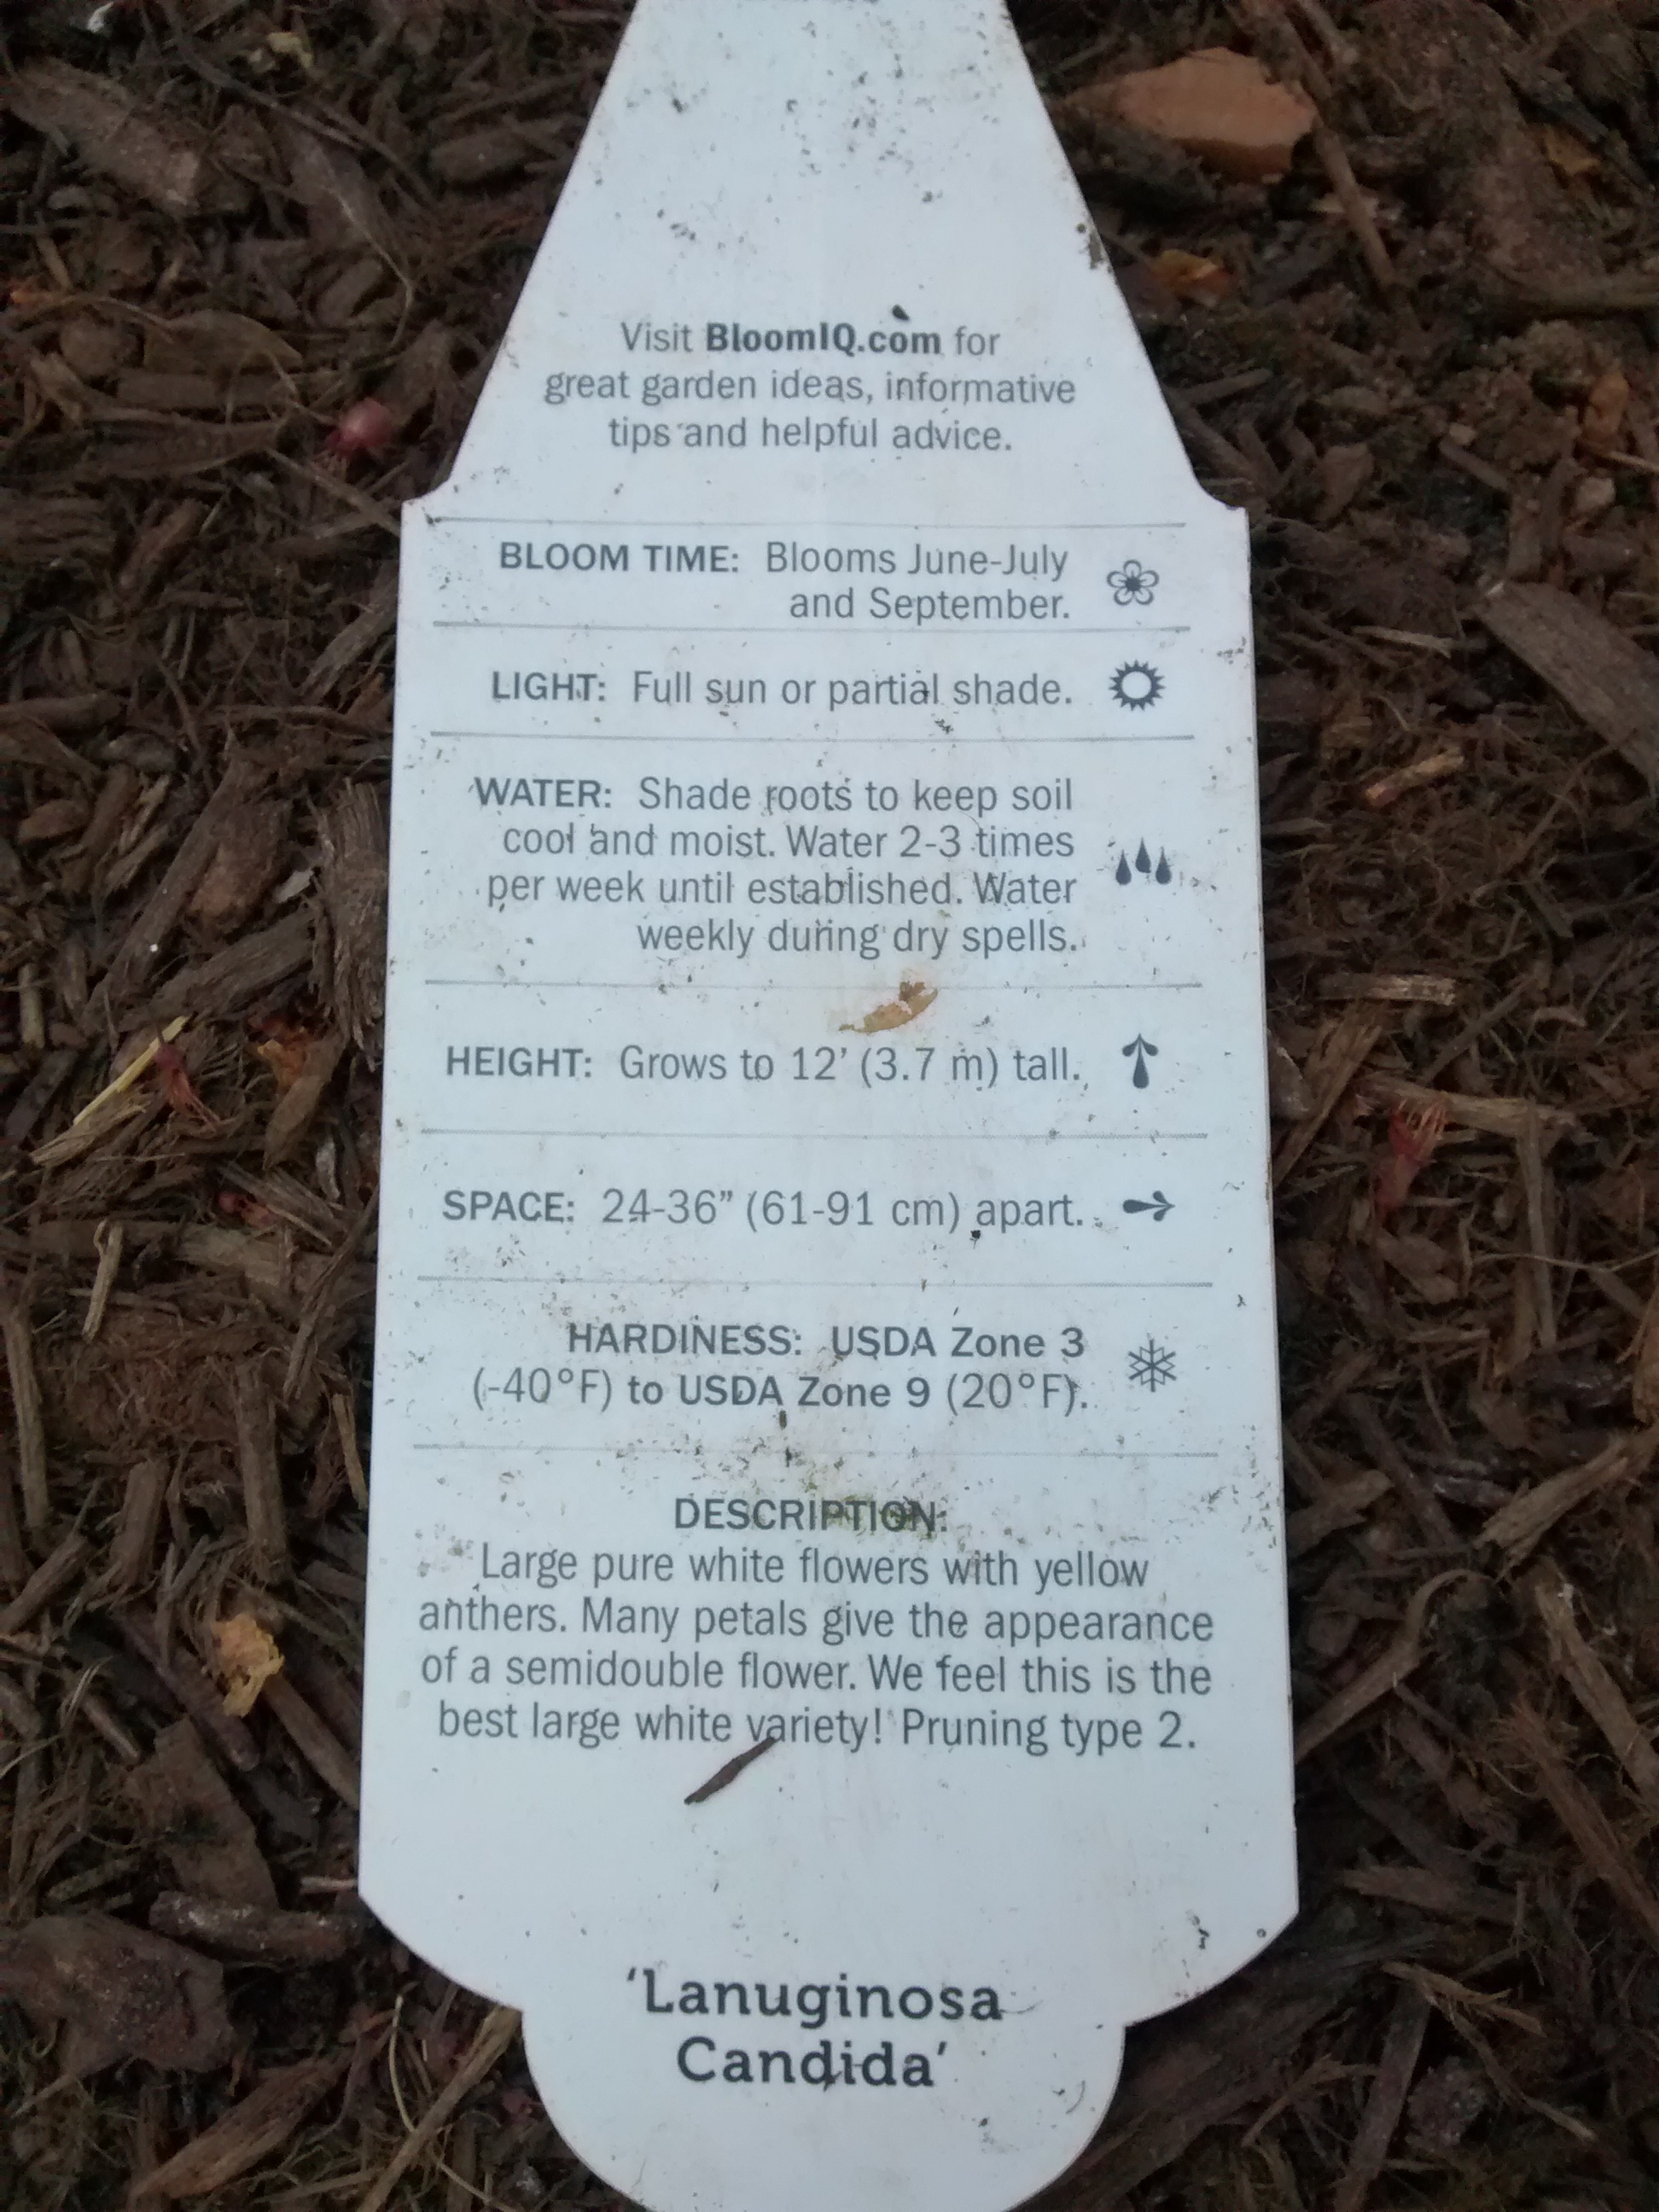 Visit BloomIQ.com for
great garden ideas, informative
tips and helpful advice.
BLOOM TIME: Blooms June-July
and September.
LIGHT: Full sun or partial shade.
WATER: Shade roots to keep soil
cool and moist. Water 2-3 times
per week until established. Water
weekly during dry spells.
HEIGHT: Grows to 12’ (3.7 m) tall.
SPACE: 24-36” (61-91 cm) apart.
HARDINESS: USDA Zone 3
(-40°F) to USDA Zone 9 (20°F).
DESCRIPTION:
Large pure white flowers with yellow
anthers. Many petals give the appearance
of a semidouble flower. We feel this is the
best large white variety! Pruning type 2.
‘Lanuginosa
Candida’